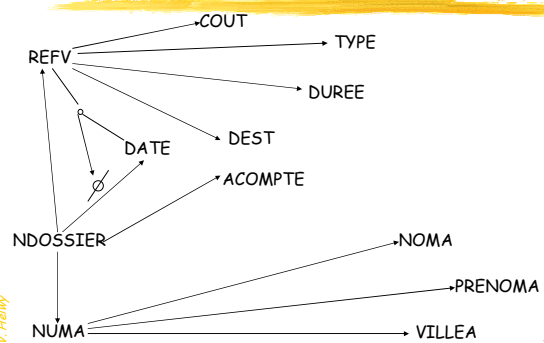 COUT
REFV
TYPE
DUREE
DEST
DATE
ACOMPTE
NDOSSIER
NOMA
PRENOMA
NUMA
VILLEA